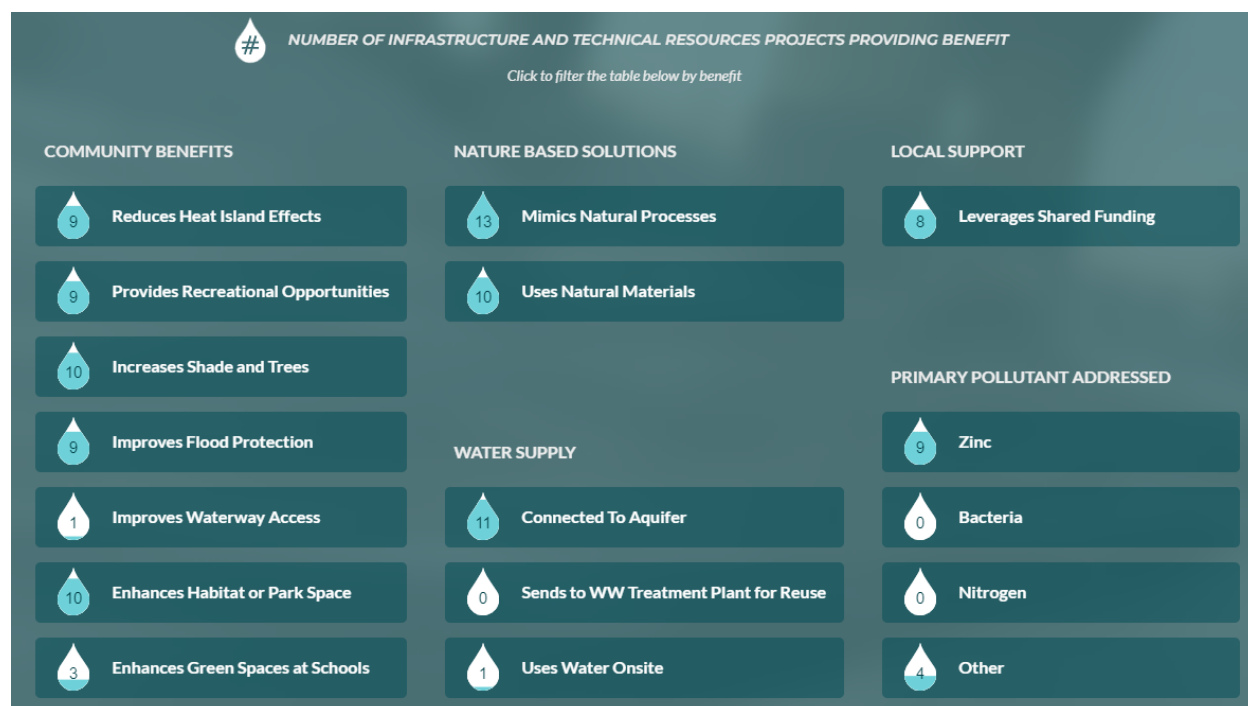 #
NUMBER OF INFRASTRUCTURE AND TECHNICAL RESOURCES PROJECTS PROVIDING BENEFIT
Click to filter the table below by benefit
COMMUNITY BENEFITS
9 Reduces Heat Island Effects
9 Provides Recreational Opportunities
10 Increases Shade and Trees
9 Improves Flood Protection
1 Improves Waterway Access
10 Enhances Habitat or Park Space
3 Enhances Green Spaces at Schools
NATURE BASED SOLUTIONS
13 Mimics Natural Processes
10 Uses Natural Materials
WATER SUPPLY
11 Connected To Aquifer
0 Sends to WW Treatment Plant for Reuse
1 Uses Water Onsite
LOCAL SUPPORT
8 Leverages Shared Funding
PRIMARY POLLUTANT ADDRESSED
9 Zinc
0 Bacteria
0 Nitrogen
4 Other